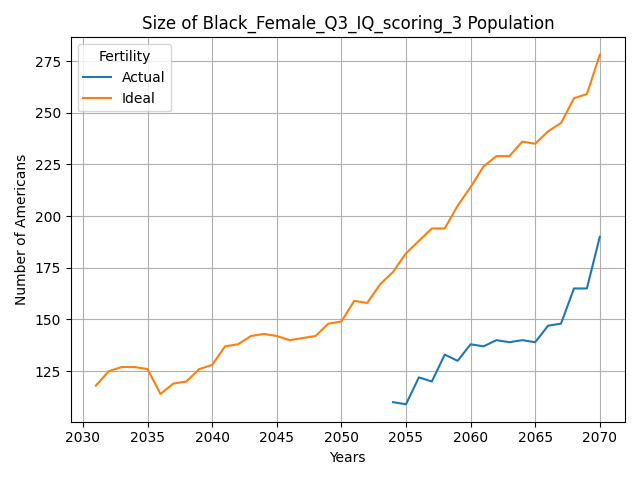 Size of Black_Female_Q3_IQ_scoring_3 Population
Fertility
Actual
Ideal
Number of Americans
275
250
225
200
175
150
125
2030 2035 2040 2045 2050 2055 2060 2065 2070
Years